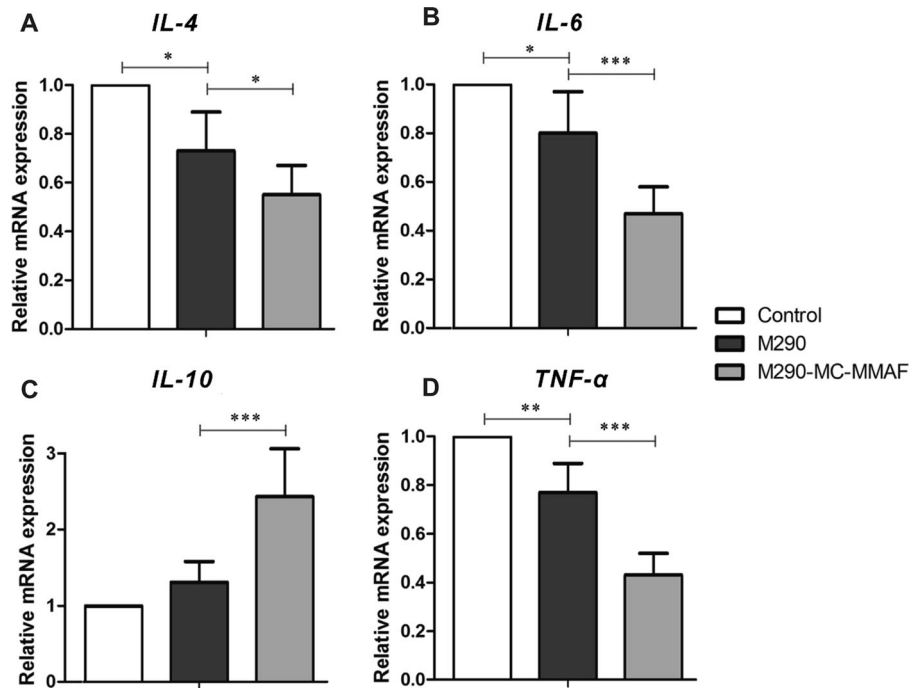 A
IL-4
*
*
Relative mRNA expression
1.0
0.8
0.6
0.4
0.2
0.0
B
IL-6
*
***
Relative mRNA expression
1.0
0.8
0.6
0.4
0.2
0.0
Control
M290
M290-MC-MMAF
C
IL-10
***
Relative mRNA expression
3
2
1
0
D
TNF-α
**
***
Relative mRNA expression
1.0
0.8
0.6
0.4
0.2
0.0